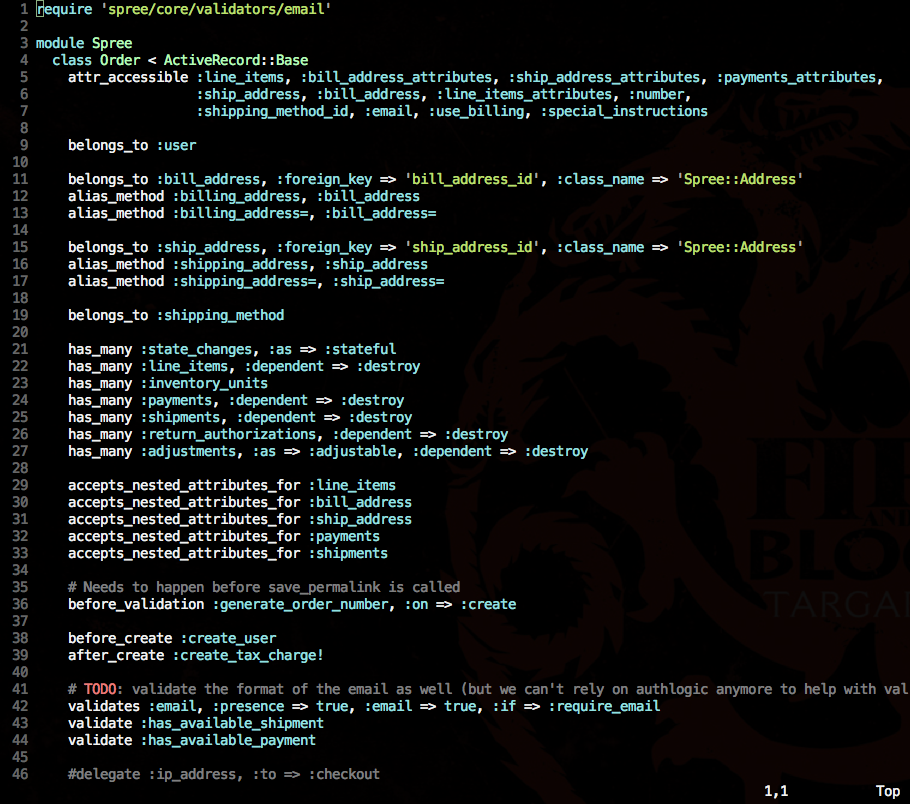 1 require 'spree/core/validators/email'
2
3 module Spree
4   class Order < ActiveRecord::Base
5     attr_accessible :line_items, :bill_address_attributes, :ship_address_attributes, :payments_attributes,
6                     :ship_address, :bill_address, :line_items_attributes, :number,
7                     :shipping_method_id, :email, :use_billing, :special_instructions
8
9     belongs_to :user
10
11     belongs_to :bill_address, :foreign_key => 'bill_address_id', :class_name => 'Spree::Address'
12     alias_method :billing_address, :bill_address
13     alias_method :billing_address=, :bill_address=
14
15     belongs_to :ship_address, :foreign_key => 'ship_address_id', :class_name => 'Spree::Address'
16     alias_method :shipping_address, :ship_address
17     alias_method :shipping_address=, :ship_address=
18
19     belongs_to :shipping_method
20
21     has_many :state_changes, :as => :stateful
22     has_many :line_items, :dependent => :destroy
23     has_many :inventory_units
24     has_many :payments, :dependent => :destroy
25     has_many :shipments, :dependent => :destroy
26     has_many :return_authorizations, :dependent => :destroy
27     has_many :adjustments, :as => :adjustable, :dependent => :destroy
28
29     accepts_nested_attributes_for :line_items
30     accepts_nested_attributes_for :bill_address
31     accepts_nested_attributes_for :ship_address
32     accepts_nested_attributes_for :payments
33     accepts_nested_attributes_for :shipments
34
35     # Needs to happen before save_permalink is called
36     before_validation :generate_order_number, :on => :create
37
38     before_create :create_user
39     after_create :create_tax_charge!
40
41     # TODO: validate the format of the email as well (but we can't rely on authlogic anymore to help with val
42     validates :email, :presence => true, :email => true, :if => :require_email
43     validate :has_available_shipment
44     validate :has_available_payment
45
46     #delegate :ip_address, :to => :checkout
1,1 Top